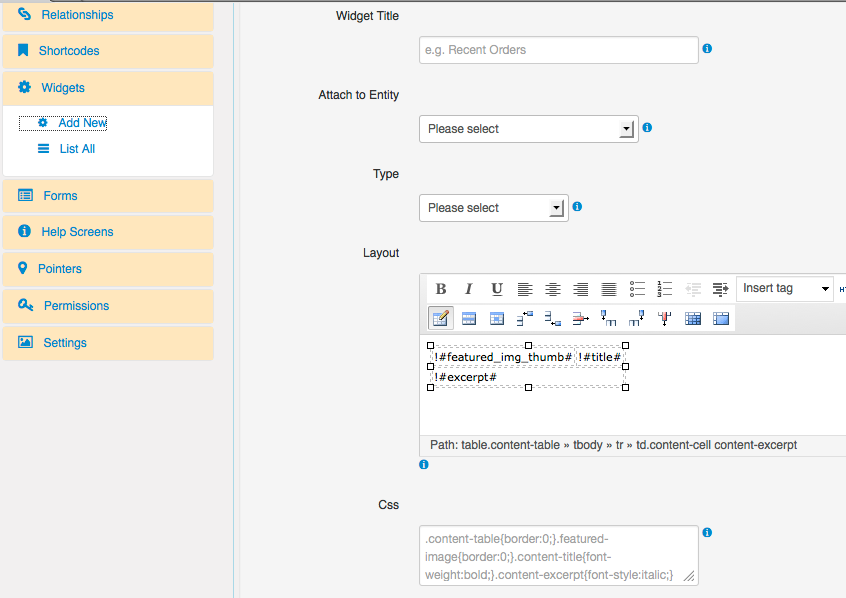 Relationships
Shortcodes
Widgets
Add New
List All
Forms
Help Screens
Pointers
Permissions
Settings
Widget Title
e.g. Recent Orders
Attach to Entity
Please select
Type
Please select
Layout
B I U
Insert tag
!#featured_img_thumb# !#title#
!#excerpt#
Path: table.content-table » tbody » tr » td.content-cell content-excerpt
Css
.content-table{border:0;}.featured-
image{border:0;}.content-title{font-
weight:bold;}.content-excerpt{font-style:italic;}